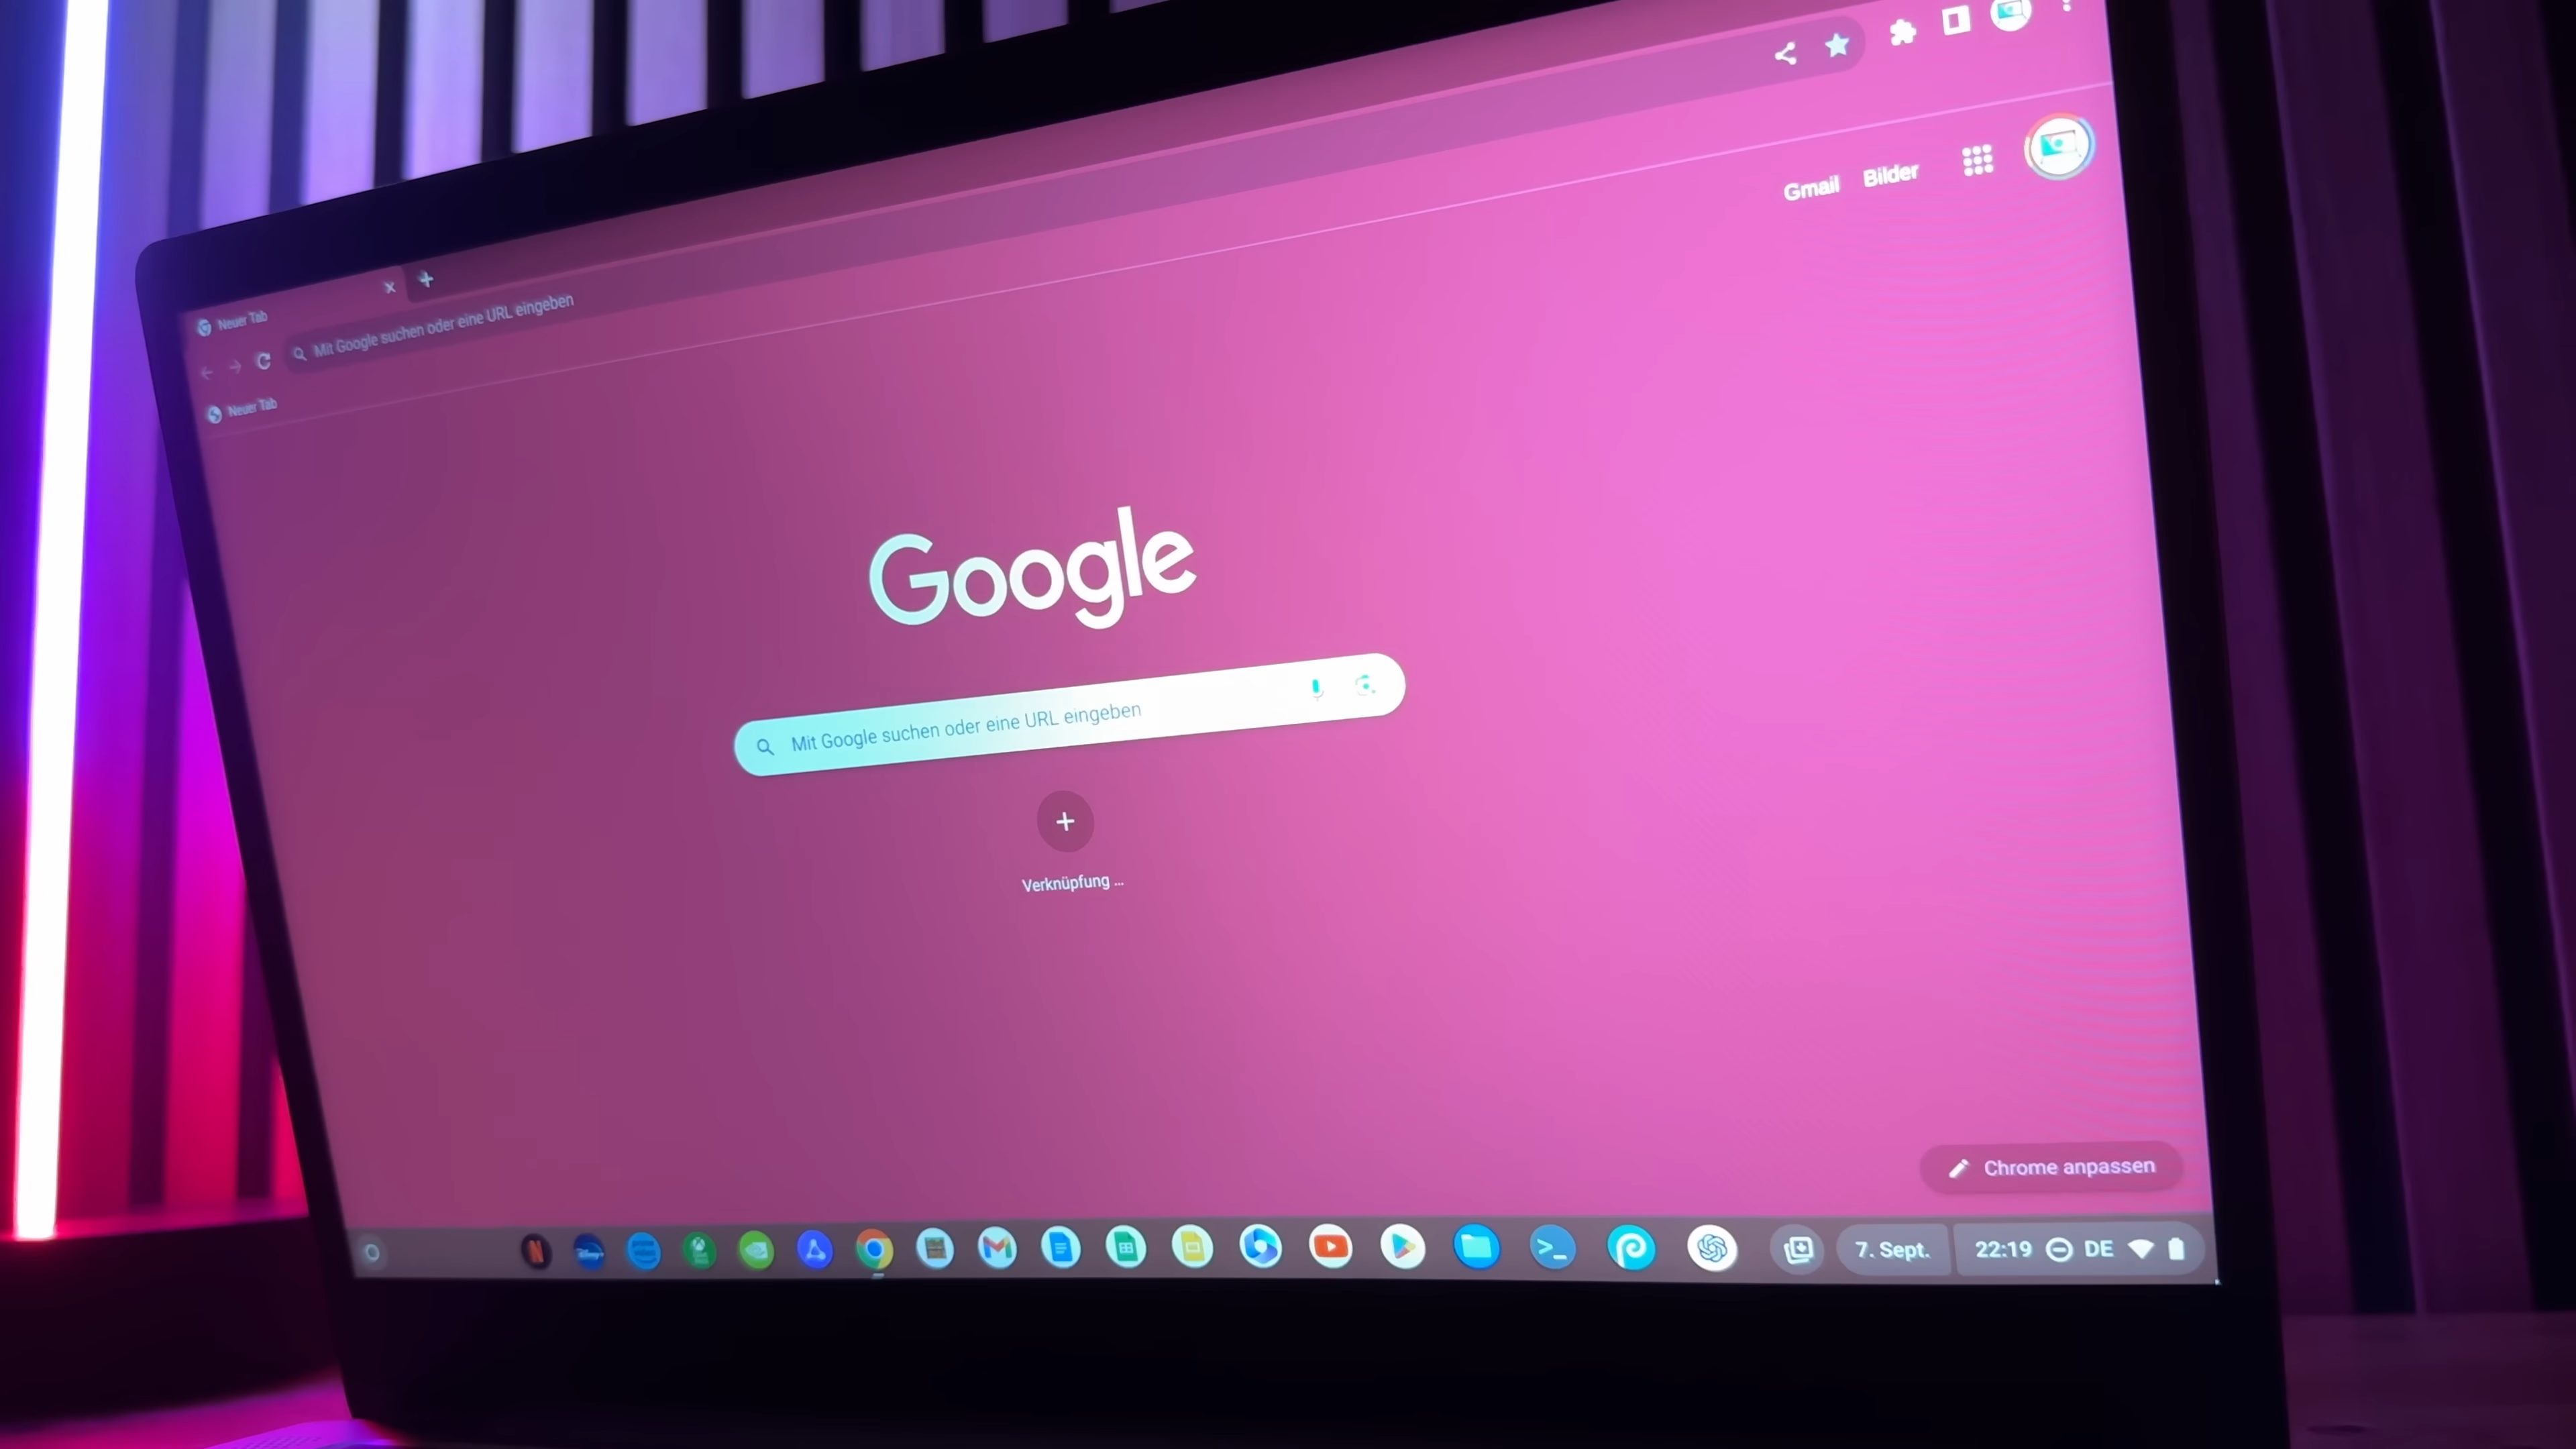 Neuer Tab
Mit Google suchen oder eine URL eingeben
Neuer Tab
Gmail Bilder
Google
Mit Google suchen oder eine URL eingeben
Verknüpfung ...
Chrome anpassen
7. Sept. 22:19 DE